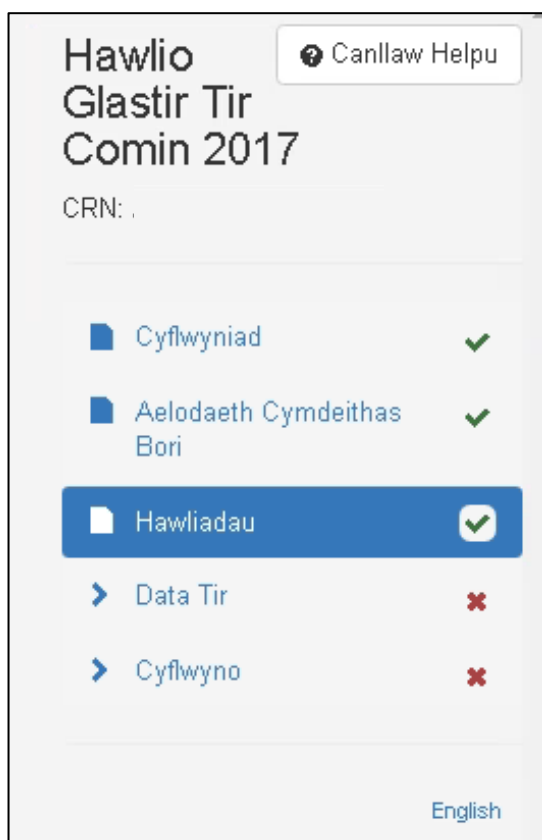 Hawlio
Canllaw Helpu
Glastir Tir
Comin 2017
CRN: .
Cyflwyniad
Aelodaeth Cymdeithas
Bori
Hawliadau
Data Tir
Cyflwyno
English